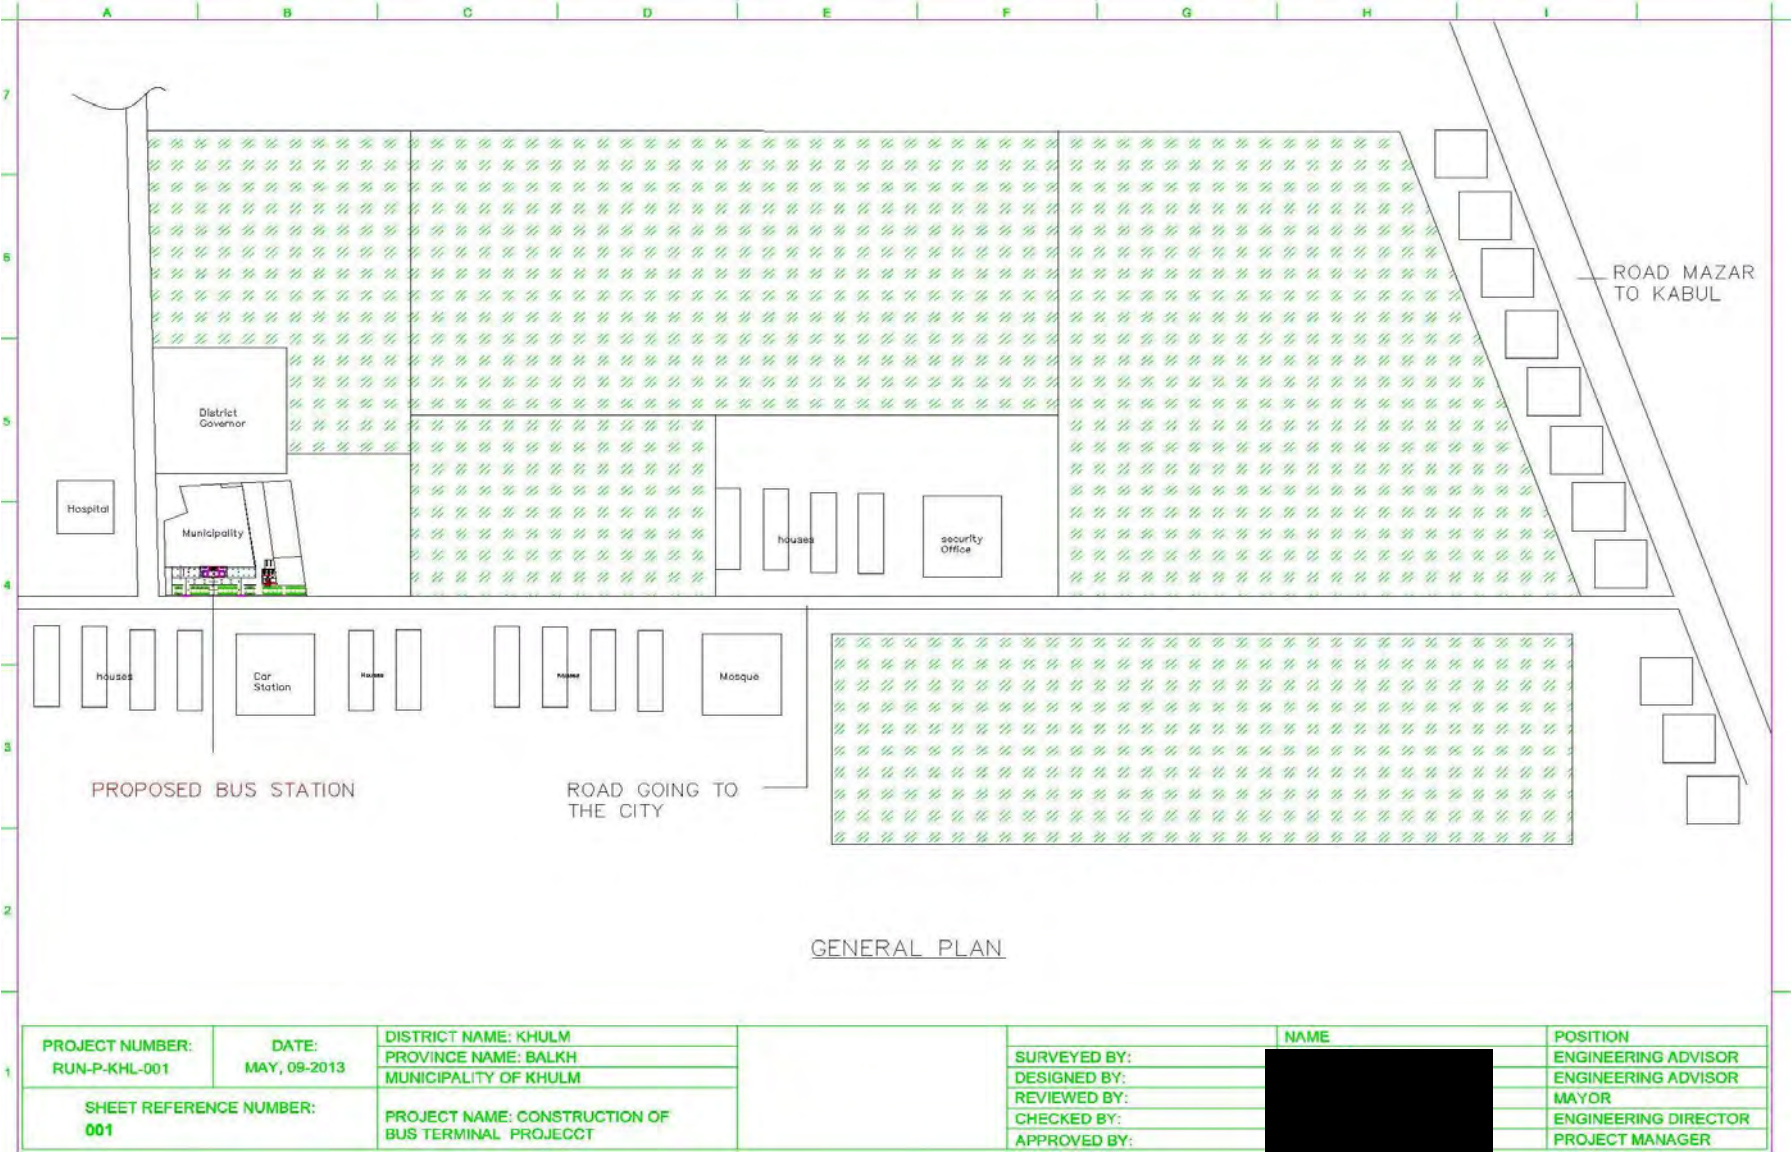 A B C D E F G H I
7
6
5
4
3
2
1
ROAD MAZAR
TO KABUL
District
Governor
Hospital
Municipality
houses
security
Office
houses
Car
Station
Houses
houses
Mosque
PROPOSED BUS STATION
ROAD GOING TO
THE CITY
GENERAL PLAN
PROJECT NUMBER:
RUN-P-KHL-001
DATE:
MAY, 09-2013
DISTRICT NAME: KHULM
PROVINCE NAME: BALKH
MUNICIPALITY OF KHULM
SHEET REFERENCE NUMBER:
001
PROJECT NAME: CONSTRUCTION OF
BUS TERMINAL PROJECCT
NAME POSITION
SURVEYED BY: ENGINEERING ADVISOR
DESIGNED BY: ENGINEERING ADVISOR
REVIEWED BY: MAYOR
CHECKED BY: ENGINEERING DIRECTOR
APPROVED BY: PROJECT MANAGER